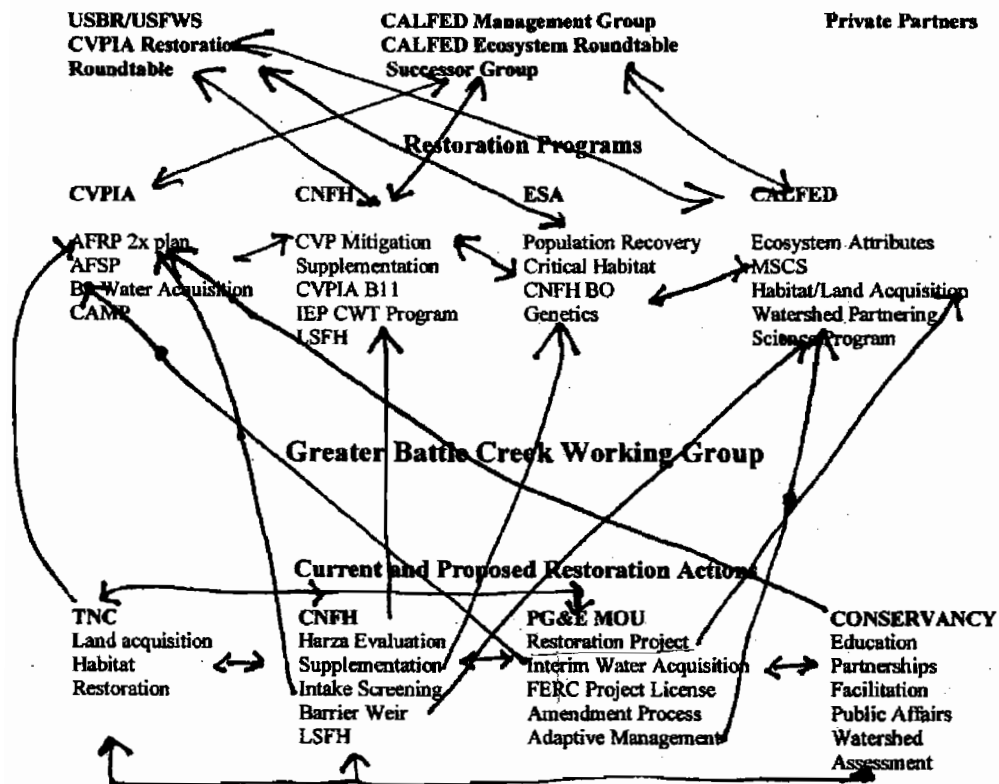 USBR/USFWS
CVPIA Restoration
Roundtable
CALFED Management Group
CALFED Ecosystem Roundtable
Successor Group
Private Partners
Restoration Programs
CVPIA
AFRP 2x plan
AFSP
B2 Water Acquisition
CAMP
CNFH
CVP Mitigation
Supplementation
CVPIA B11
IEP CWT Program
LSFH
ESA
Population Recovery
Critical Habitat
CNFH BO
Genetics
CALFED
Ecosystem Attributes
MSCS
Habitat/Land Acquisition
Watershed Partnering
Science Program
Greater Battle Creek Working Group
Current and Proposed Restoration Actions
TNC
Land acquisition
Habitat
Restoration
CNFH
Harza Evaluation
Supplementation
Intake Screening
Barrier Weir
LSFH
PG&E MOU
Restoration Project
Interim Water Acquisition
FERC Project License
Amendment Process
Adaptive Management
CONSERVANCY
Education
Partnerships
Facilitation
Public Affairs
Watershed
Assessment